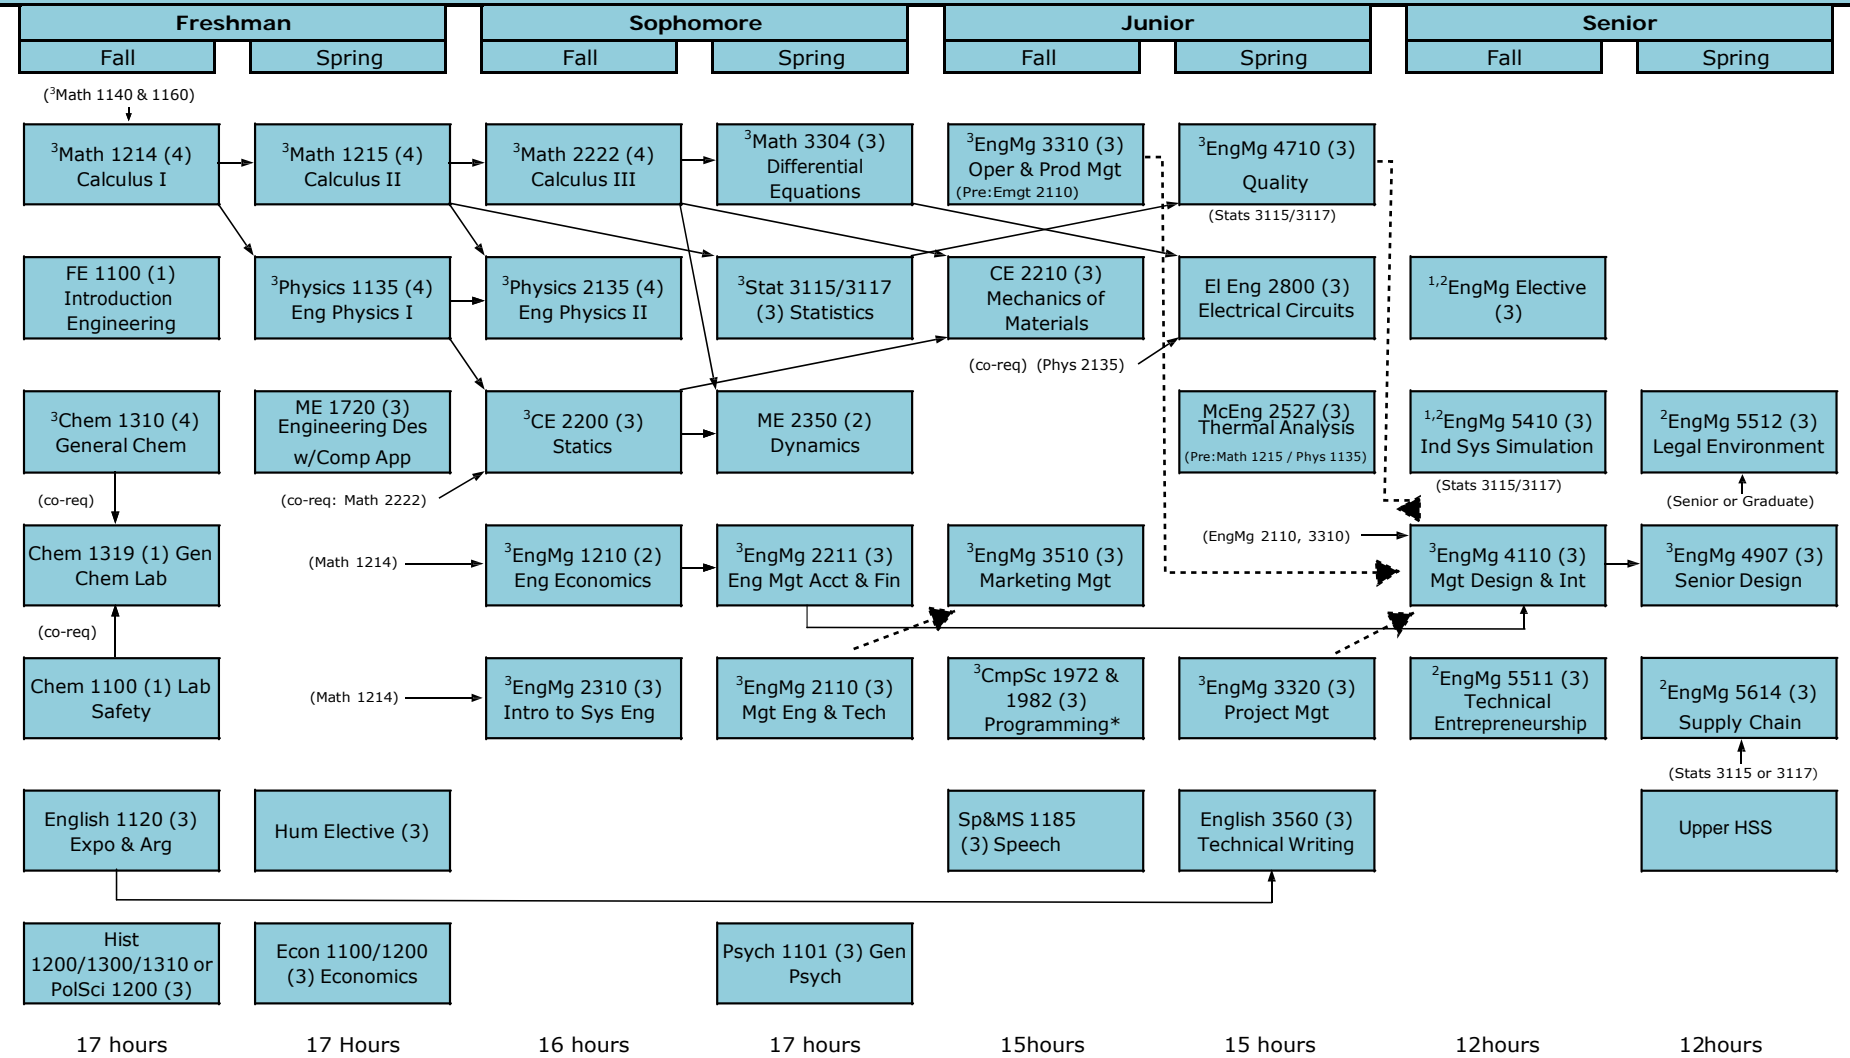 Freshman
Sophomore
Junior
Senior
Fall
Spring
Fall
Spring
Fall
Spring
Fall
Spring
(3Math 1140 & 1160)
3Math 1214 (4)
Calculus I
3Math 1215 (4)
Calculus II
3Math 2222 (4)
Calculus III
3Math 3304 (3)
Differential
Equations
3EngMg 3310 (3)
Oper & Prod Mgt
(Pre:Emgt 2110)
3EngMg 4710 (3)
Quality
(Stats 3115/3117)
FE 1100 (1)
Introduction
Engineering
3Physics 1135 (4)
Eng Physics I
3Physics 2135 (4)
Eng Physics II
3Stat 3115/3117
(3) Statistics
CE 2210 (3)
Mechanics of
Materials
El Eng 2800 (3)
Electrical Circuits
1,2EngMg Elective
(3)
(co-req) (Phys 2135)
3Chem 1310 (4)
General Chem
ME 1720 (3)
Engineering Des
w/Comp App
3CE 2200 (3)
Statics
ME 2350 (2)
Dynamics
McEng 2527 (3)
Thermal Analysis
(Pre:Math 1215 / Phys 1135)
1,2EngMg 5410 (3)
Ind Sys Simulation
2EngMg 5512 (3)
Legal Environment
(co-req)
(co-req: Math 2222)
(Stats 3115/3117)
(Senior or Graduate)
Chem 1319 (1) Gen
Chem Lab
(Math 1214)
3EngMg 1210 (2)
Eng Economics
3EngMg 2211 (3)
Eng Mgt Acct & Fin
3EngMg 3510 (3)
Marketing Mgt
(EngMg 2110, 3310)
3EngMg 4110 (3)
Mgt Design & Int
3EngMg 4907 (3)
Senior Design
(co-req)
Chem 1100 (1) Lab
Safety
(Math 1214)
3EngMg 2310 (3)
Intro to Sys Eng
3EngMg 2110 (3)
Mgt Eng & Tech
3CmpSc 1972 &
1982 (3)
Programming*
3EngMg 3320 (3)
Project Mgt
2EngMg 5511 (3)
Technical
Entrepreneurship
2EngMg 5614 (3)
Supply Chain
(Stats 3115 or 3117)
English 1120 (3)
Expo & Arg
Hum Elective (3)
Sp&MS 1185
(3) Speech
English 3560 (3)
Technical Writing
Upper HSS
Hist
1200/1300/1310 or
PolSci 1200 (3)
Econ 1100/1200
(3) Economics
Psych 1101 (3) Gen
Psych
17 hours
17 Hours
16 hours
17 hours
15hours
15 hours
12hours
12hours